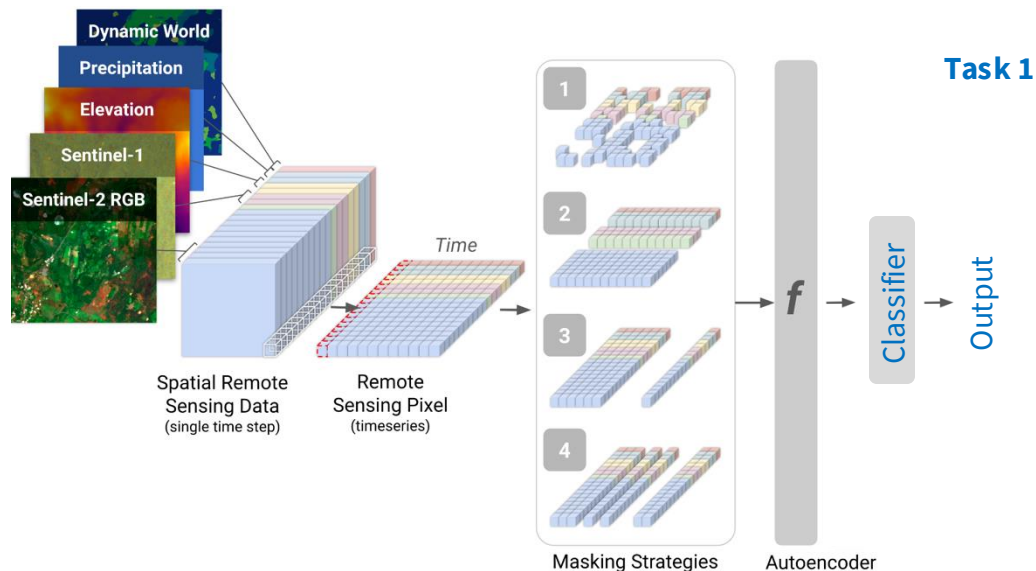 Dynamic World
Precipitation
Elevation
Sentinel-1
Sentinel-2 RGB
Time
Spatial Remote
Sensing Data
(single time step)
Remote
Sensing Pixel
(timeseries)
1
2
3
4
Masking Strategies
f
Autoencoder
Task 1
Classifier
Output